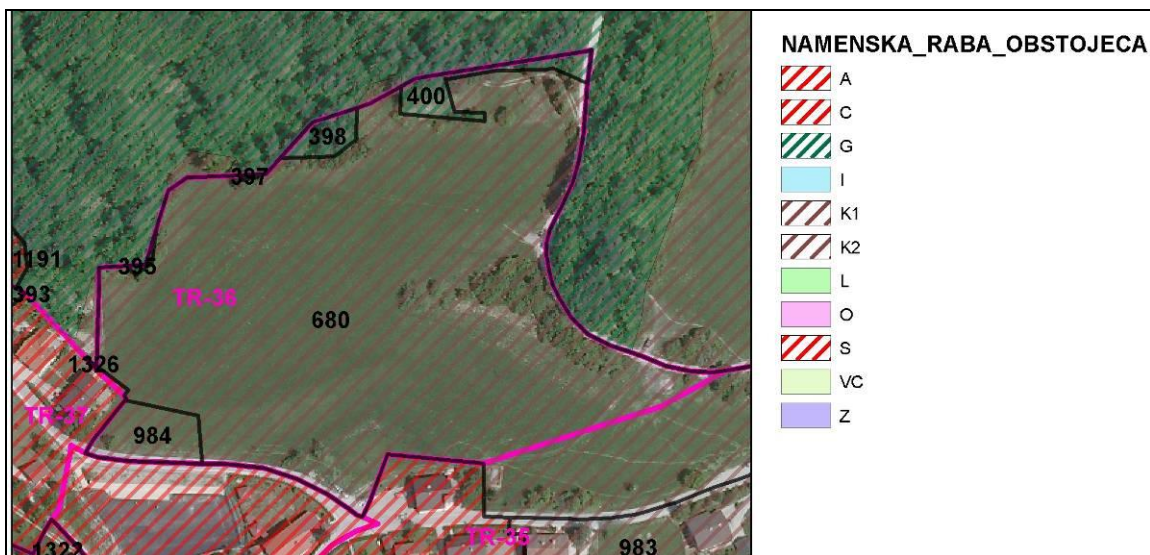 NAMENSKA_RABA_OBSTOJECA
A
C
G
I
K1
K2
L
O
S
VC
Z
400
398
397
1191
395
393
TR-36
680
1326
TR-37
984
TR-35
1322
983